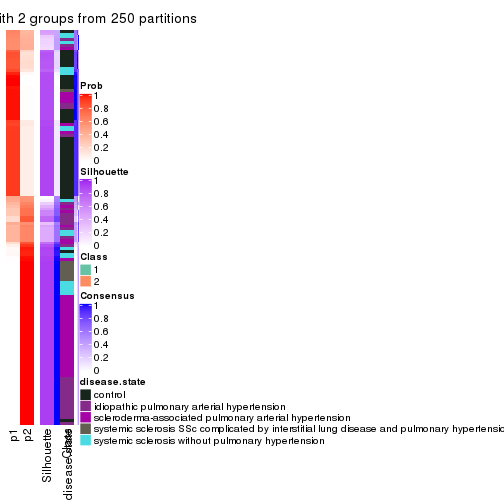 ith 2 groups from 250 partitions
Prob
1
0.8
0.6
0.4
0.2
0
Silhouette
1
0.8
0.6
0.4
0.2
0
Class
1
2
Consensus
1
0.8
0.6
0.4
0.2
0
disease.state
control
idiopathic pulmonary arterial hypertension
scleroderma-associated pulmonary arterial hypertension
systemic sclerosis SSc complicated by interstitial lung disease and pulmonary hypertensio
systemic sclerosis without pulmonary hypertension
p1
p2
Silhouette
Class
disease.state